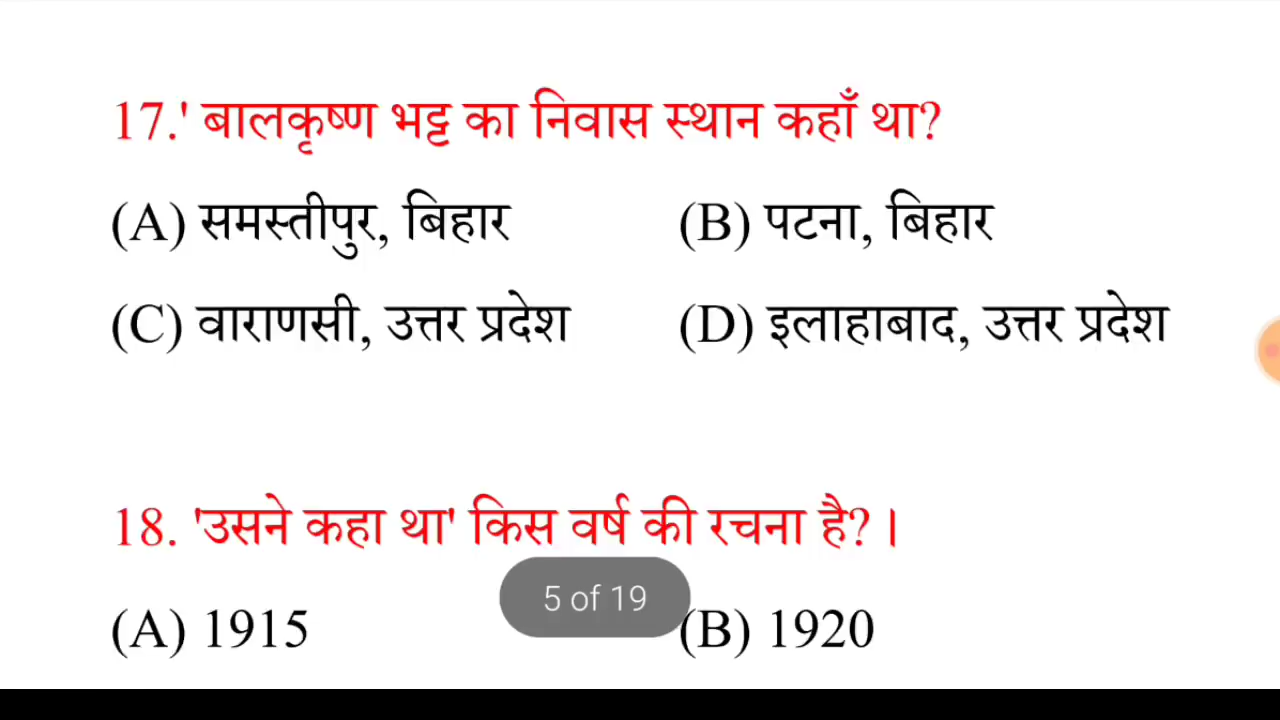 17.' बालकृष्ण भट्ट का निवास स्थान कहाँ था?
(A) समस्तीपुर, बिहार (B) पटना, बिहार
(C) वाराणसी, उत्तर प्रदेश (D) इलाहाबाद, उत्तर प्रदेश
18. 'उसने कहा था' किस वर्ष की रचना है? ।
5 of 19
(A) 1915 (B) 1920